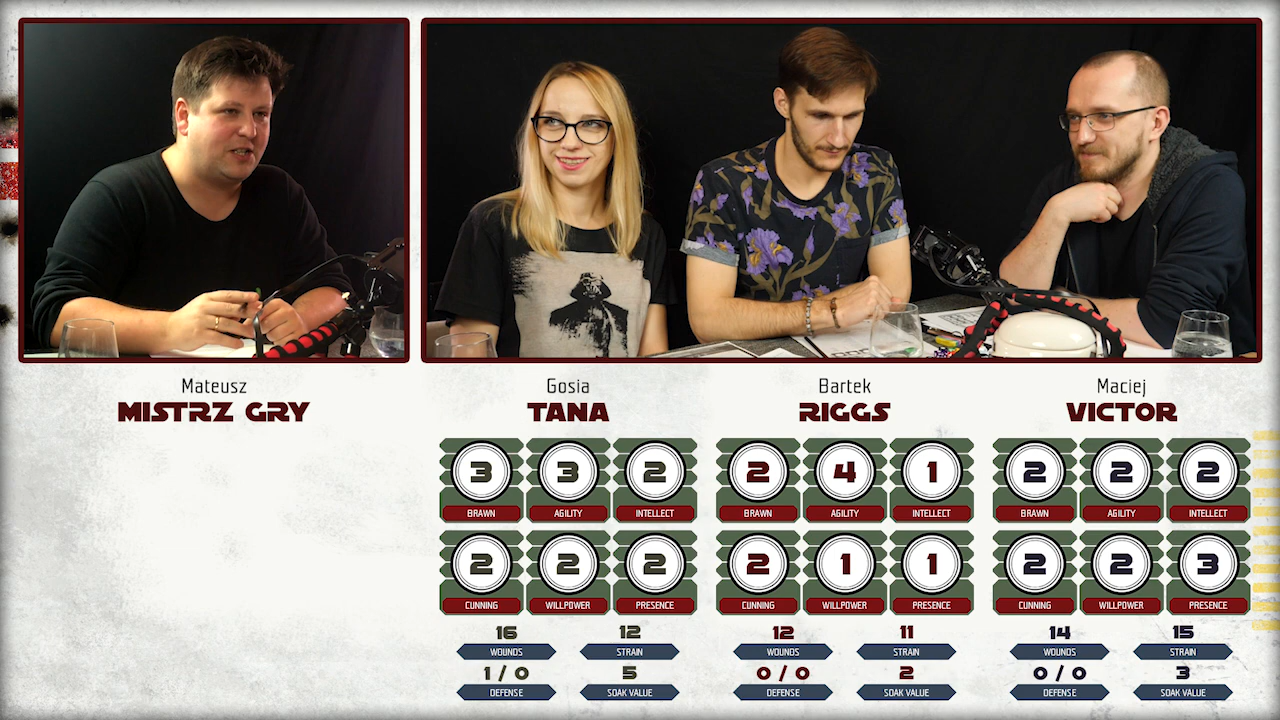 Mateusz
MISTRZ GRY
Gosia
TANA
3 3 2
BRAWN AGILITY INTELLECT
2 2 2
CUNNING WILLPOWER PRESENCE
16 12
WOUNDS STRAIN
1 / 0 5
DEFENSE SOAK VALUE
Bartek
RIGGS
2 4 1
BRAWN AGILITY INTELLECT
2 1 1
CUNNING WILLPOWER PRESENCE
12 11
WOUNDS STRAIN
0 / 0 2
DEFENSE SOAK VALUE
Maciej
VICTOR
2 2 2
BRAWN AGILITY INTELLECT
2 2 3
CUNNING WILLPOWER PRESENCE
14 15
WOUNDS STRAIN
0 / 0 3
DEFENSE SOAK VALUE